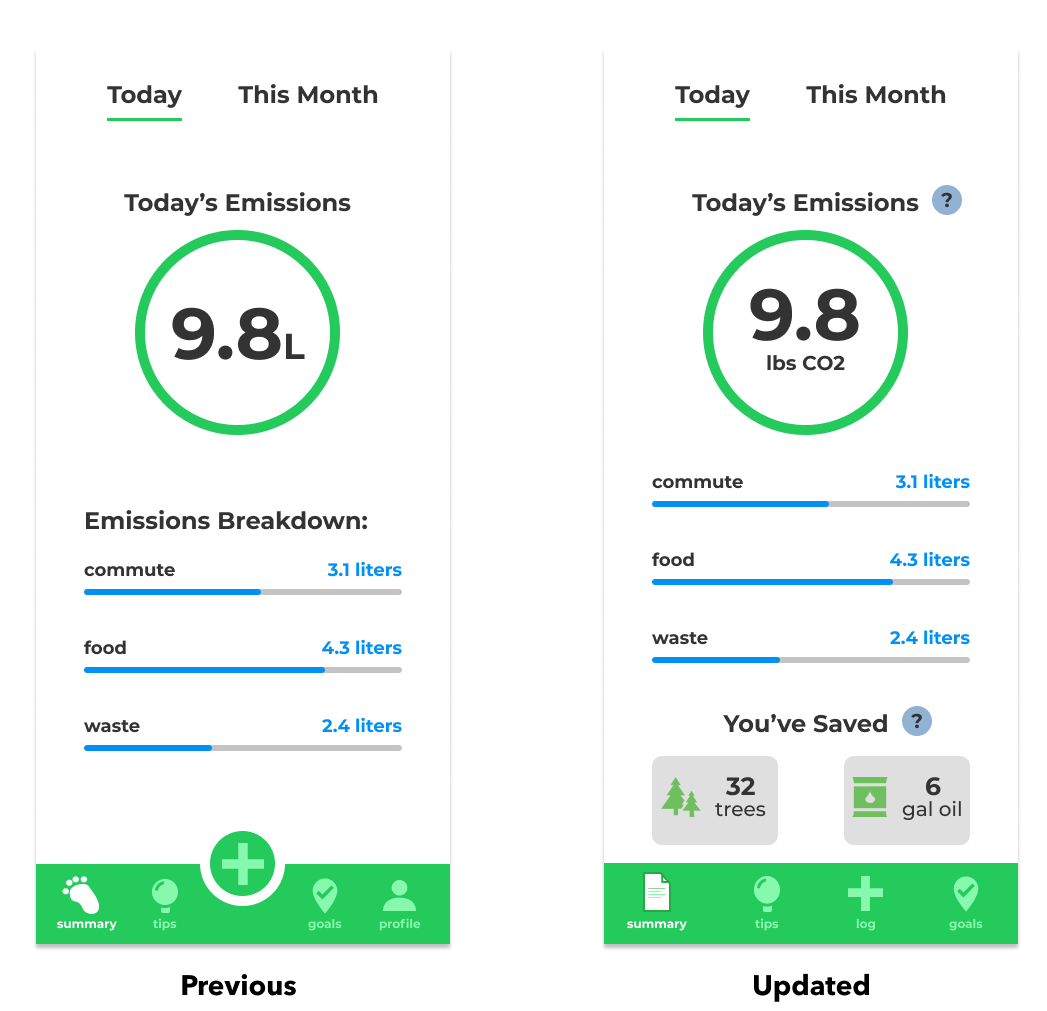 Today This Month
Today's Emissions
9.8L
Emissions Breakdown:
commute 3.1 liters
food 4.3 liters
waste 2.4 liters
summary tips goals profile
Previous
Today This Month
Today's Emissions ?
9.8
lbs CO2
commute 3.1 liters
food 4.3 liters
waste 2.4 liters
You've Saved ?
32 trees
6 gal oil
summary tips log goals
Updated